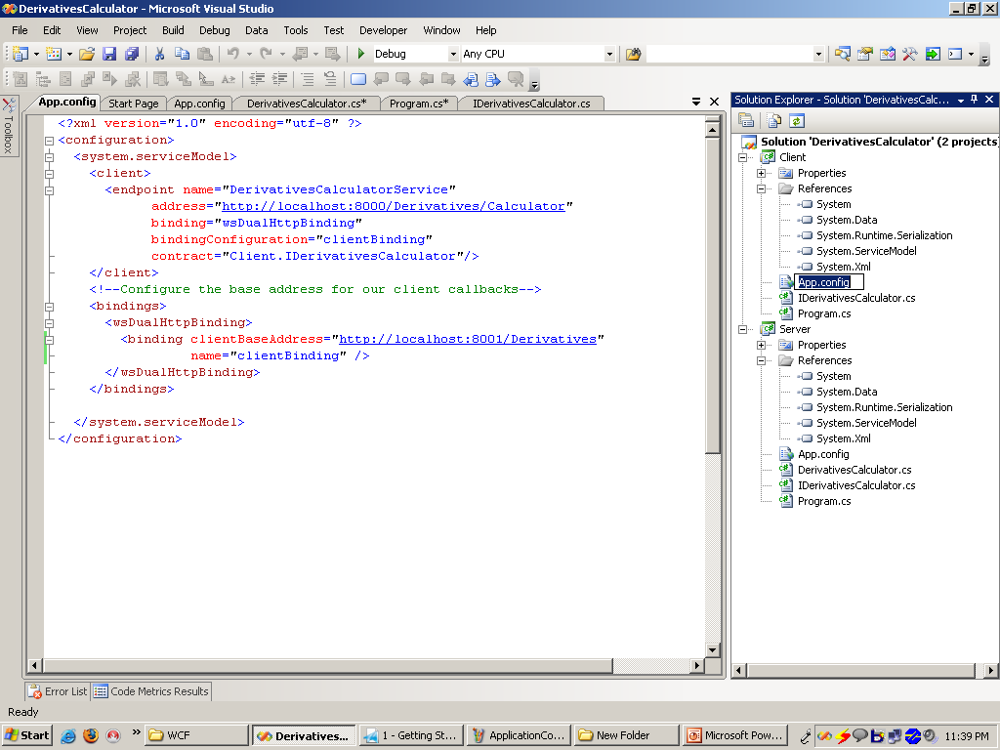 DerivativesCalculator - Microsoft Visual Studio
File Edit View Project Build Debug Data Tools Test Developer Window Help
Debug Any CPU
App.config Start Page App.config DerivativesCalculator.cs* Program.cs* IDerivativesCalculator.cs
Toolbox
<?xml version="1.0" encoding="utf-8" ?>
<configuration>
<system.serviceModel>
<client>
<endpoint name="DerivativesCalculatorService"
address="http://localhost:8000/Derivatives/Calculator"
binding="wsDualHttpBinding"
bindingConfiguration="clientBinding"
contract="Client.IDerivativesCalculator"/>
</client>
<!--Configure the base address for our client callbacks-->
<bindings>
<wsDualHttpBinding>
<binding clientBaseAddress="http://localhost:8001/Derivatives"
name="clientBinding" />
</wsDualHttpBinding>
</bindings>
</system.serviceModel>
</configuration>
Solution Explorer - Solution 'DerivativesCalc...
Solution 'DerivativesCalculator' (2 projects
Client
Properties
References
System
System.Data
System.Runtime.Serialization
System.ServiceModel
System.Xml
App.config
IDerivativesCalculator.cs
Program.cs
Server
Properties
References
System
System.Data
System.Runtime.Serialization
System.ServiceModel
System.Xml
App.config
DerivativesCalculator.cs
IDerivativesCalculator.cs
Program.cs
Error List Code Metrics Results
Ready
Start WCF Derivatives... 1 - Getting St... ApplicationCo... New Folder Microsoft Pow... 11:39 PM